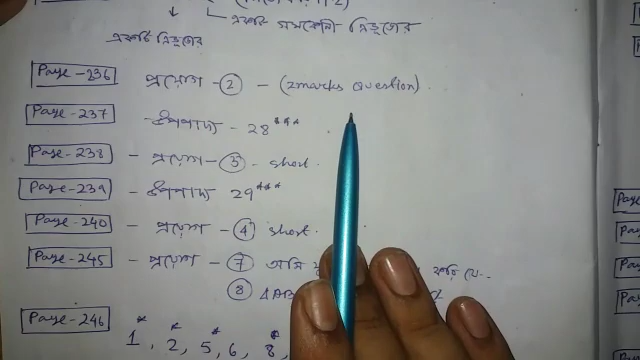 একটি সমকোণী ত্রিভুজের
একটি ত্রিভুজের
Page-236 প্রয়োগ - ② - (2marks Question)
Page-237 উপপাদ্য - 28***
Page-238 - প্রয়োগ - ③ - short.
Page-239 - উপপাদ্য 29***
Page-240 - প্রয়োগ - ④ short.
Page-245 - প্রয়োগ - ⑦ আমি
⑧
Page-246
1*, 2*, 5*, 6, 8*